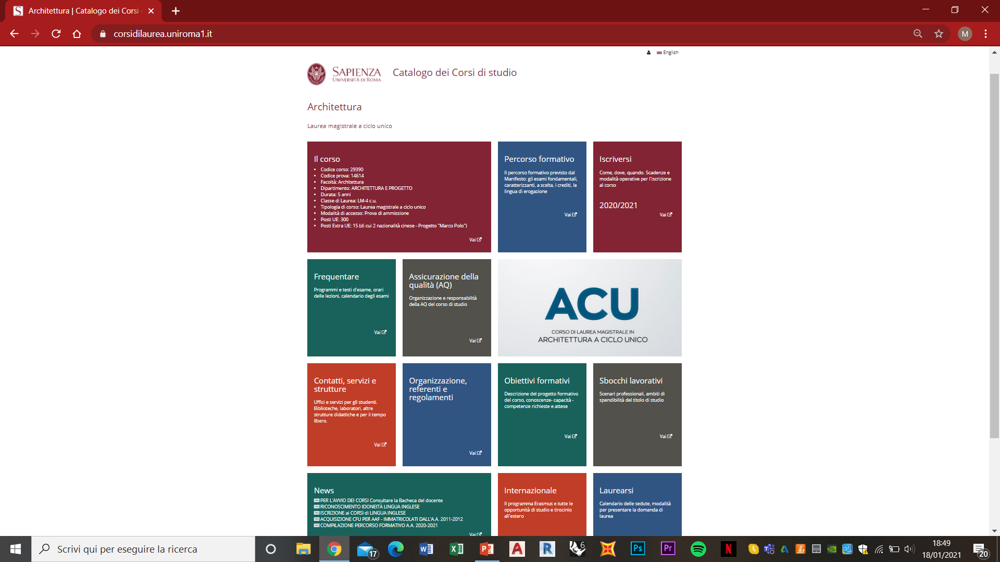 Architettura | Catalogo dei Corsi
corsidilaurea.uniroma1.it
M
English
SAPIENZA
UNIVERSITÀ DI ROMA
Catalogo dei Corsi di studio
Architettura
Laurea magistrale a ciclo unico
Il corso
• Codice corso: 29390
• Codice prova: 14614
• Facoltà: Architettura
• Dipartimento: ARCHITETTURA E PROGETTO
• Durata: 5 anni
• Classe di Laurea: LM-4 c.u.
• Tipologia di corso: Laurea magistrale a ciclo unico
• Modalità di accesso: Prova di ammissione
• Posti UE: 300
• Posti Extra UE: 15 (di cui 2 nazionalità cinese - Progetto "Marco Polo")
Vai
Percorso formativo
Il percorso formativo previsto dal
Manifesto: gli esami fondamentali,
caratterizzanti, a scelta, i crediti, la
lingua di erogazione
Vai
Iscriversi
Come, dove, quando. Scadenze e
modalità operative per l'iscrizione
al corso
2020/2021
Vai
Frequentare
Programmi e testi d'esame, orari
delle lezioni, calendario degli esami
Vai
Assicurazione della
qualità (AQ)
Organizzazione e responsabilità
della AQ del corso di studio
Vai
ACU
CORSO DI LAUREA MAGISTRALE IN
ARCHITETTURA A CICLO UNICO
Contatti, servizi e
strutture
Uffici e servizi per gli studenti.
Biblioteche, laboratori, altre
strutture didattiche e per il tempo
libero.
Vai
Organizzazione,
referenti e
regolamenti
Vai
Obiettivi formativi
Descrizione del progetto formativo
del corso, conoscenze- capacità -
competenze richieste e attese
Vai
Sbocchi lavorativi
Scenari professionali, ambiti di
spendibilità del titolo di studio
Vai
News
PER L'AVVIO DEI CORSI Consultare la Bacheca del docente
RICONOSCIMENTO IDONEITÀ LINGUA INGLESE
ISCRIZIONE ai CORSI di LINGUA INGLESE
ACQUISIZIONE CFU PER AAF - IMMATRICOLATI DALL'A.A. 2011-2012
COMPILAZIONE PERCORSO FORMATIVO A.A. 2020-2021
Vai
Internazionale
Il programma Erasmus e tutte le
opportunità di studio e tirocinio
all'estero
Laurearsi
Calendario delle sedute, modalità
per presentare la domanda di
laurea
Scrivi qui per eseguire la ricerca
17
6
Ps
Pr
N
18:49
18/01/2021
20